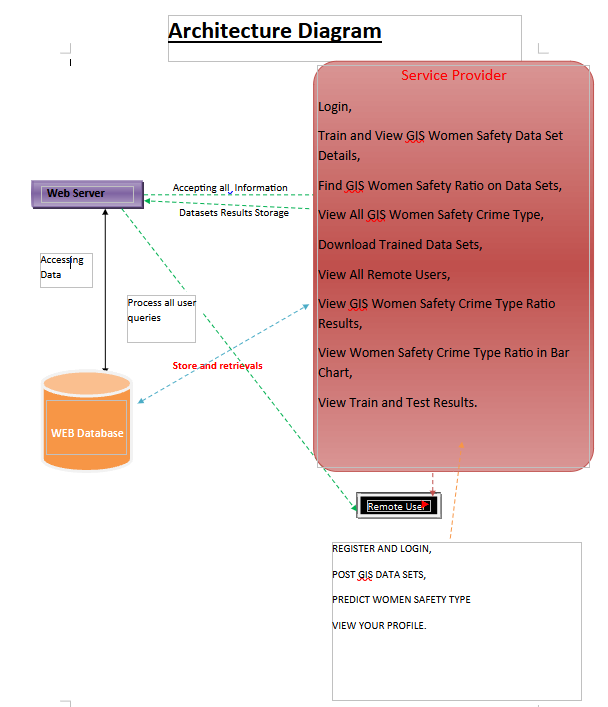 Architecture Diagram
Service Provider
Login,
Train and View GIS Women Safety Data Set
Details,
Find GIS Women Safety Ratio on Data Sets,
View All GIS Women Safety Crime Type,
Download Trained Data Sets,
View All Remote Users,
View GIS Women Safety Crime Type Ratio
Results,
View Women Safety Crime Type Ratio in Bar
Chart,
View Train and Test Results.
Web Server
Accepting all, Information
Datasets Results Storage
Accessing
Data
Process all user
queries
Store and retrievals
WEB Database
Remote User
REGISTER AND LOGIN,
POST GIS DATA SETS,
PREDICT WOMEN SAFETY TYPE
VIEW YOUR PROFILE.